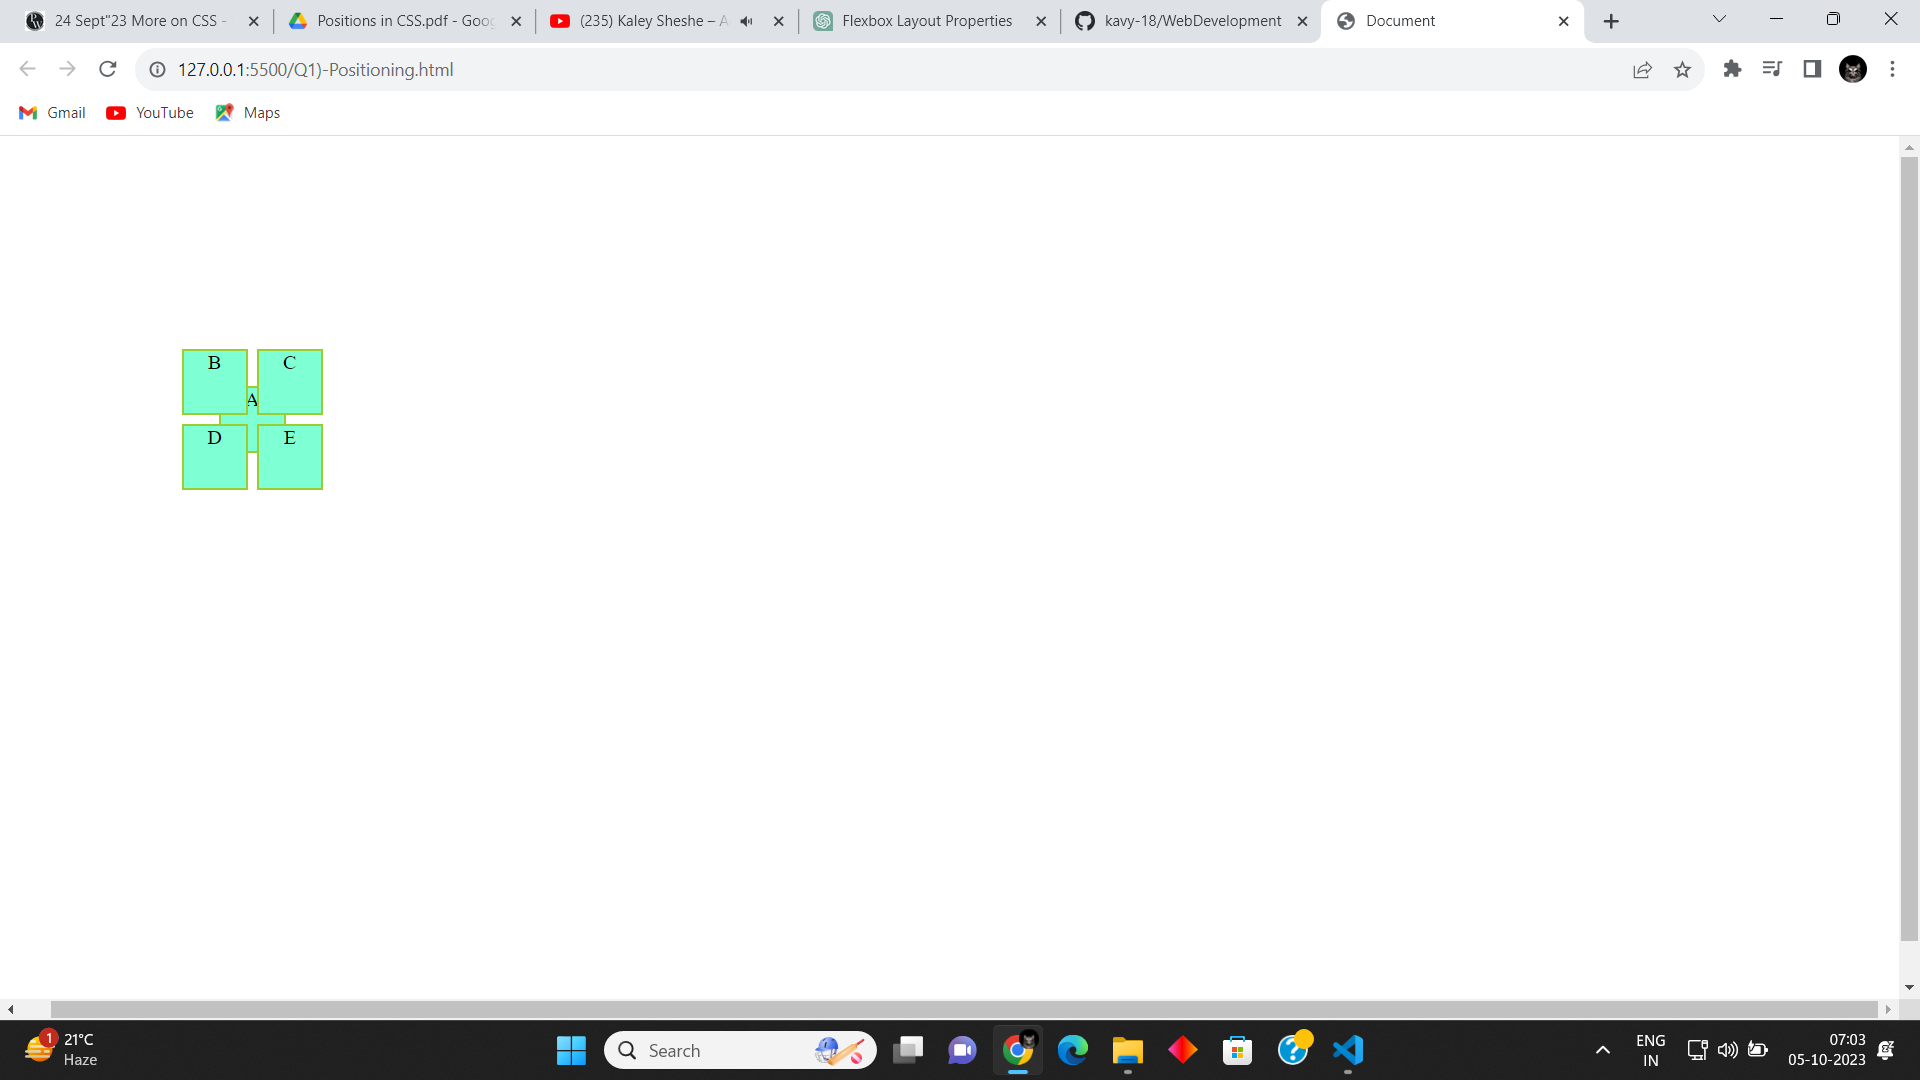 24 Sept"23 More on CSS -
Positions in CSS.pdf - Goog
(235) Kaley Sheshe – A
Flexbox Layout Properties
kavy-18/WebDevelopment
Document
127.0.0.1:5500/Q1)-Positioning.html
Gmail
YouTube
Maps
B
C
A
D
E
1
21°C
Haze
Search
ENG
IN
07:03
05-10-2023